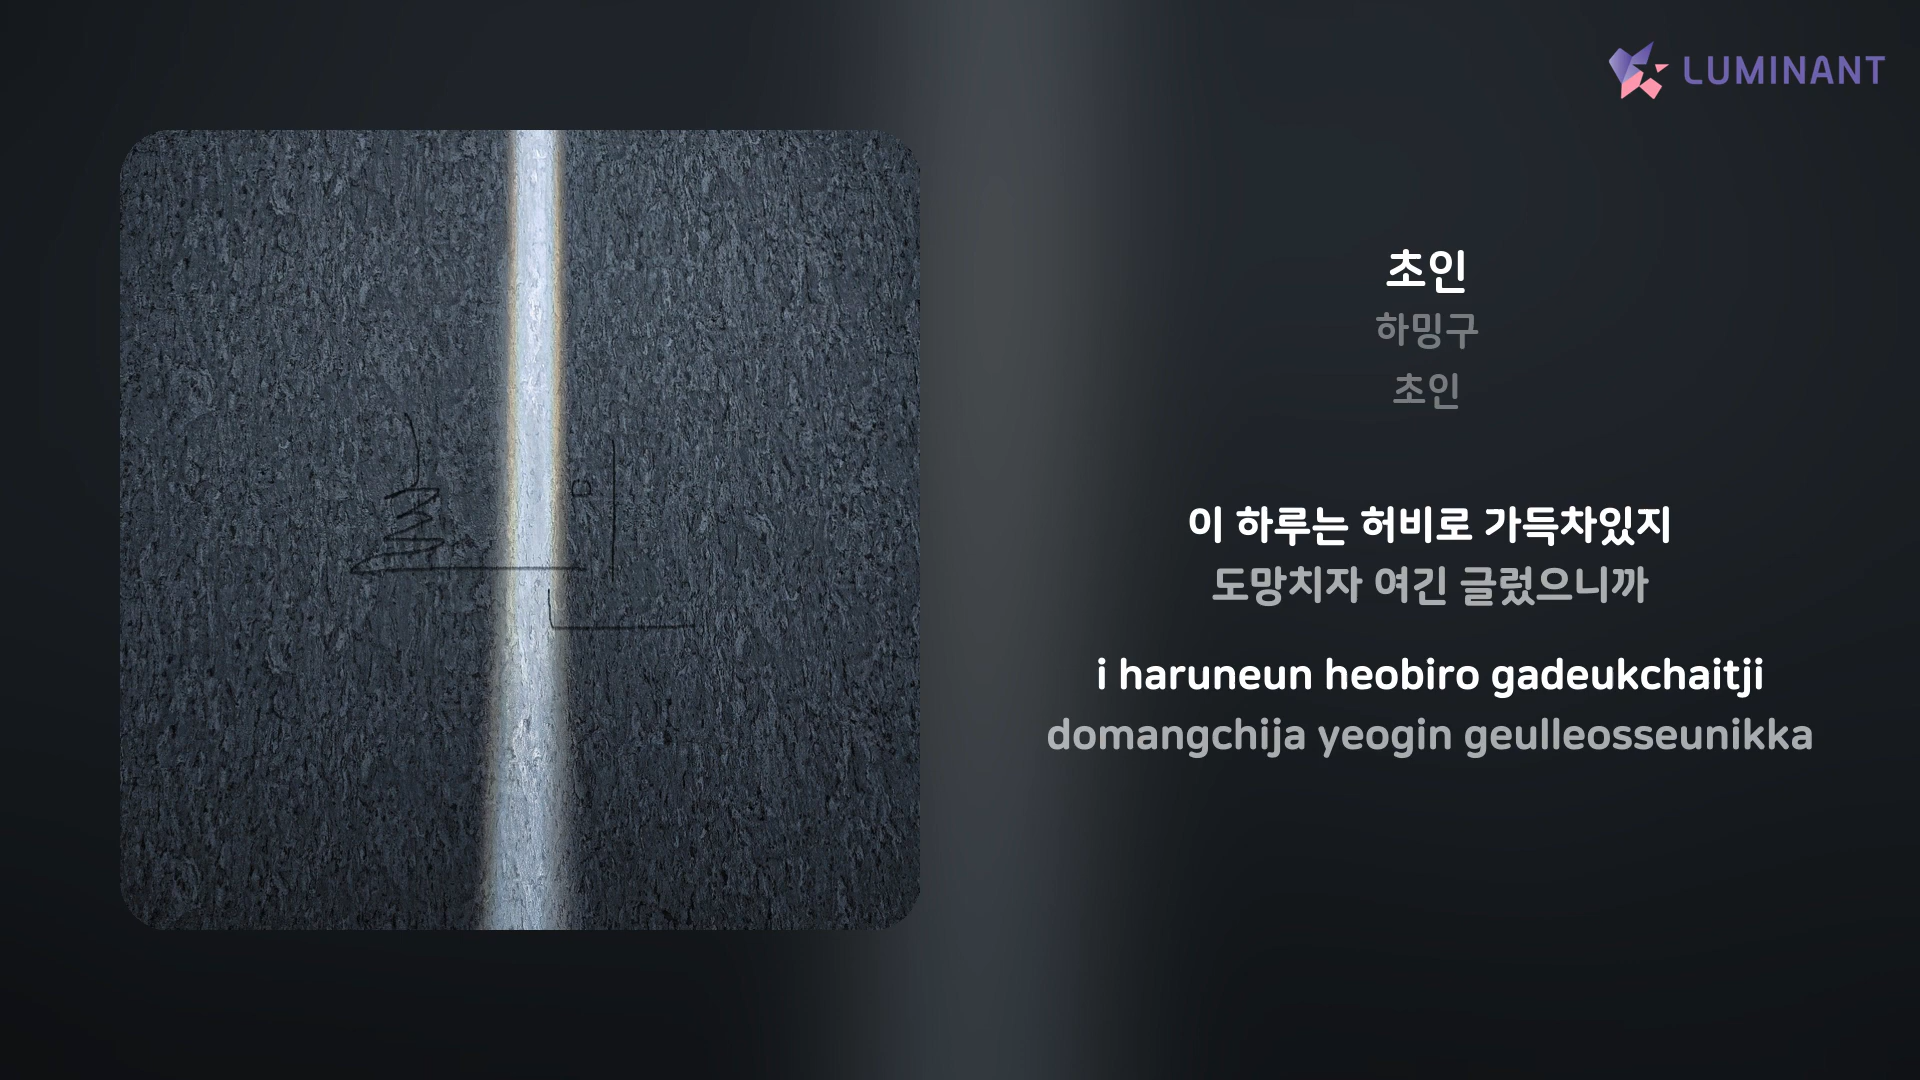 LUMINANT
초인
하밍구
초인
이 하루는 허비로 가득차있지
도망치자 여긴 글렀으니까
i haruneun heobiro gadeukchaitji
domangchija yeogin geulleosseunikka